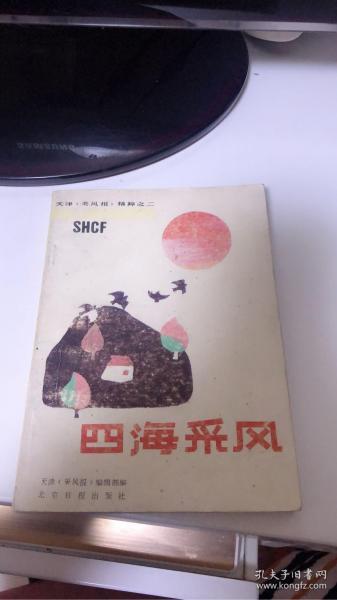 天津《采风报》精粹之二
SHCF
四海采风
天津《采风报》编辑部编
北京日报出版社
孔夫子旧书网
www.kongfz.com